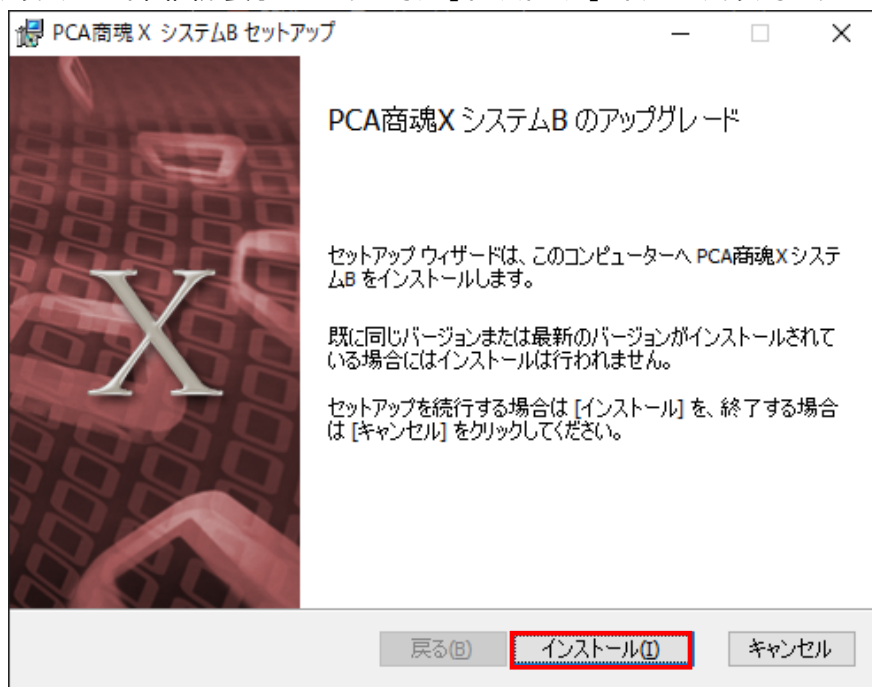 PCA商魂X システムB セットアップ
X
PCA商魂X システムB のアップグレード
セットアップ ウィザードは、このコンピューターへ PCA商魂X システ
ムB をインストールします。
既に同じバージョンまたは最新のバージョンがインストールされて
いる場合にはインストールは行われません。
セットアップを続行する場合は [インストール] を、終了する場合
は [キャンセル] をクリックしてください。
戻る(B)
インストール(I)
キャンセル